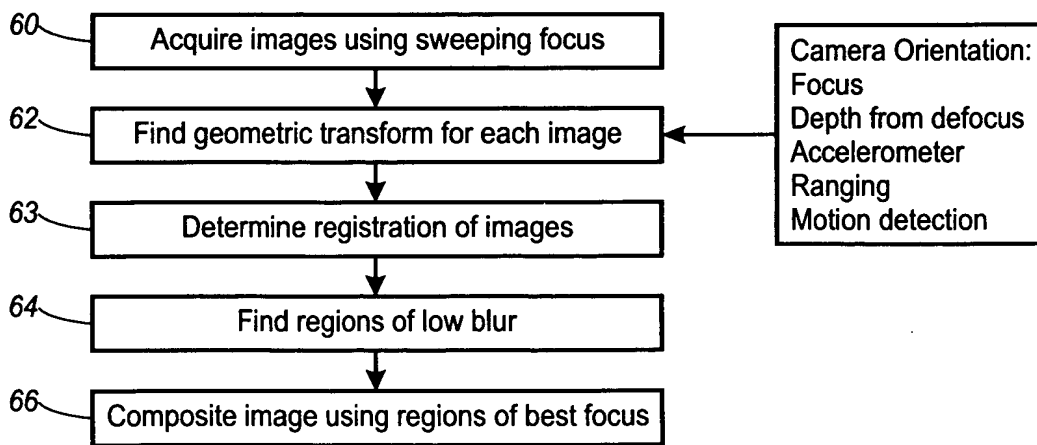 60
Acquire images using sweeping focus
62
Find geometric transform for each image
63
Determine registration of images
64
Find regions of low blur
66
Composite image using regions of best focus
Camera Orientation:
Focus
Depth from defocus
Accelerometer
Ranging
Motion detection